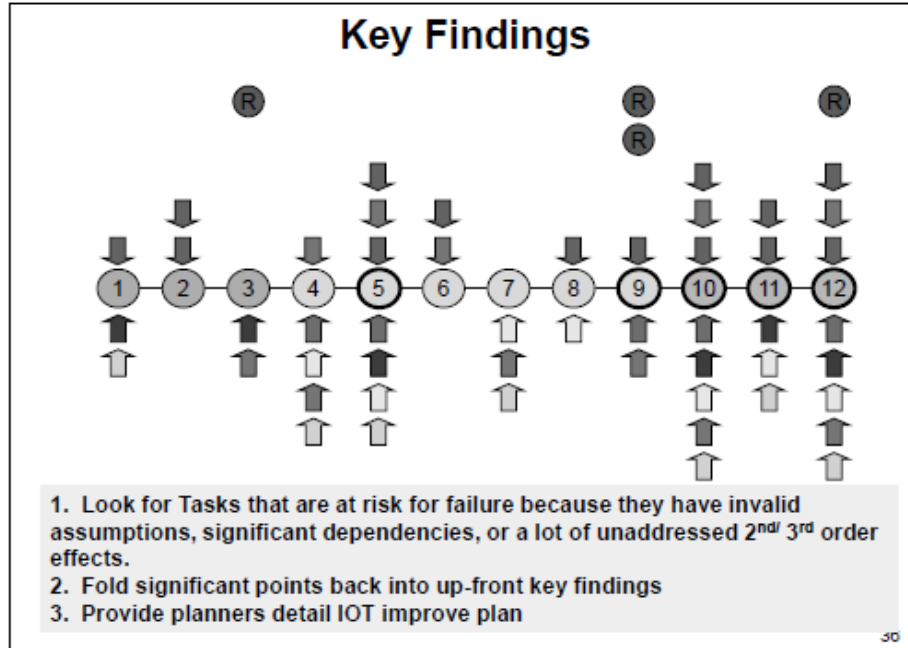 Key Findings
R R R
R
1 2 3 4 5 6 7 8 9 10 11 12
1. Look for Tasks that are at risk for failure because they have invalid
assumptions, significant dependencies, or a lot of unaddressed 2nd/ 3rd order
effects.
2. Fold significant points back into up-front key findings
3. Provide planners detail IOT improve plan
36